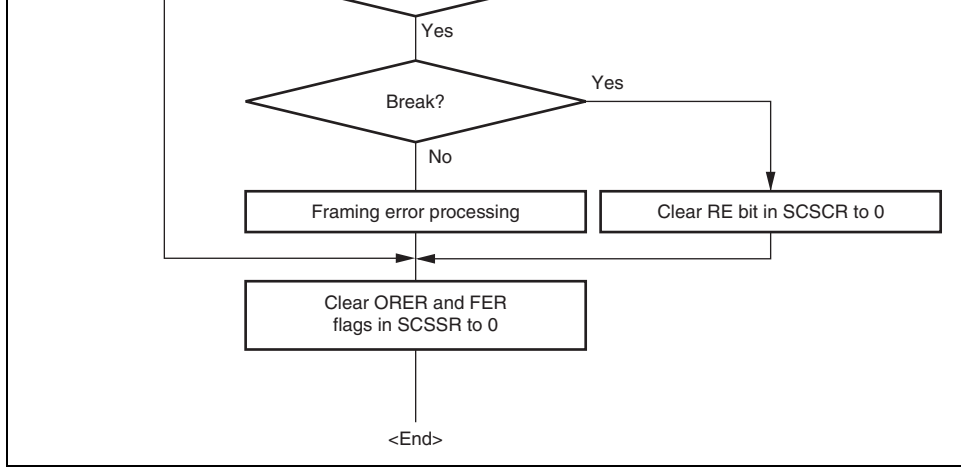 Yes
Break?
Yes
No
Framing error processing
Clear RE bit in SCSCR to 0
Clear ORER and FER
flags in SCSSR to 0
<End>